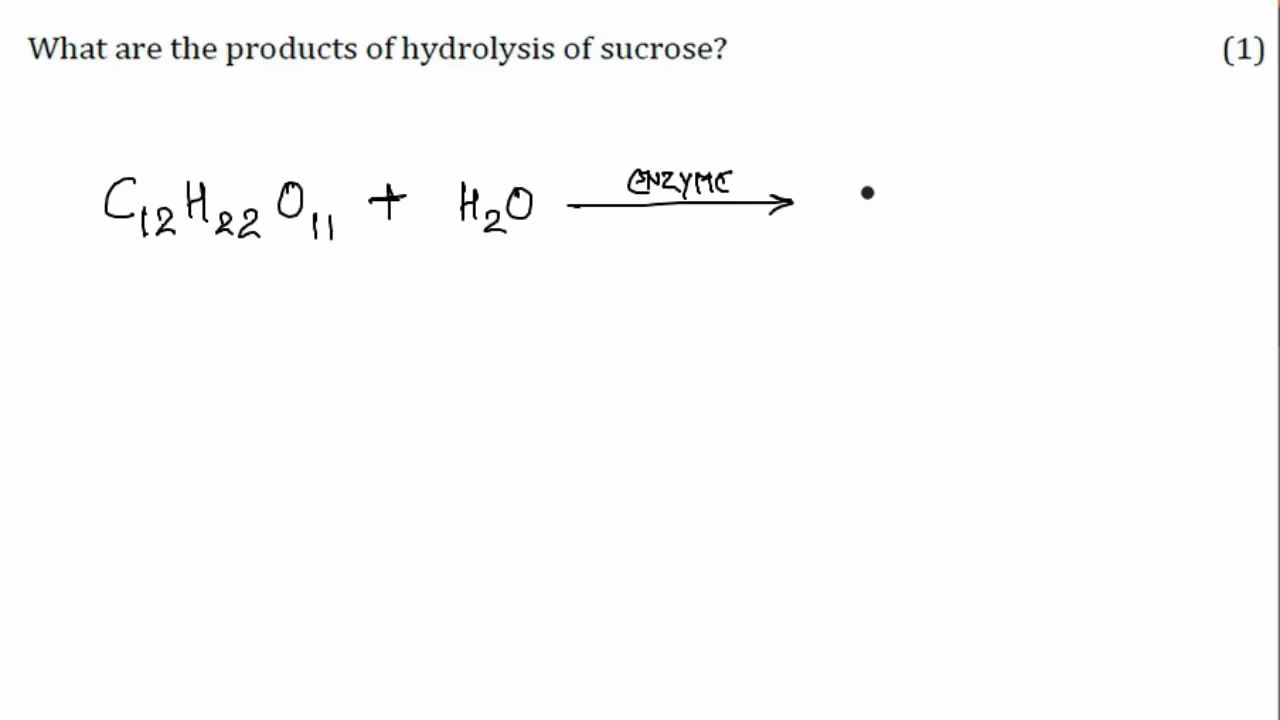 What are the products of hydrolysis of sucrose? (1)
C₁₂H₂₂O₁₁ + H₂O ENZYME →